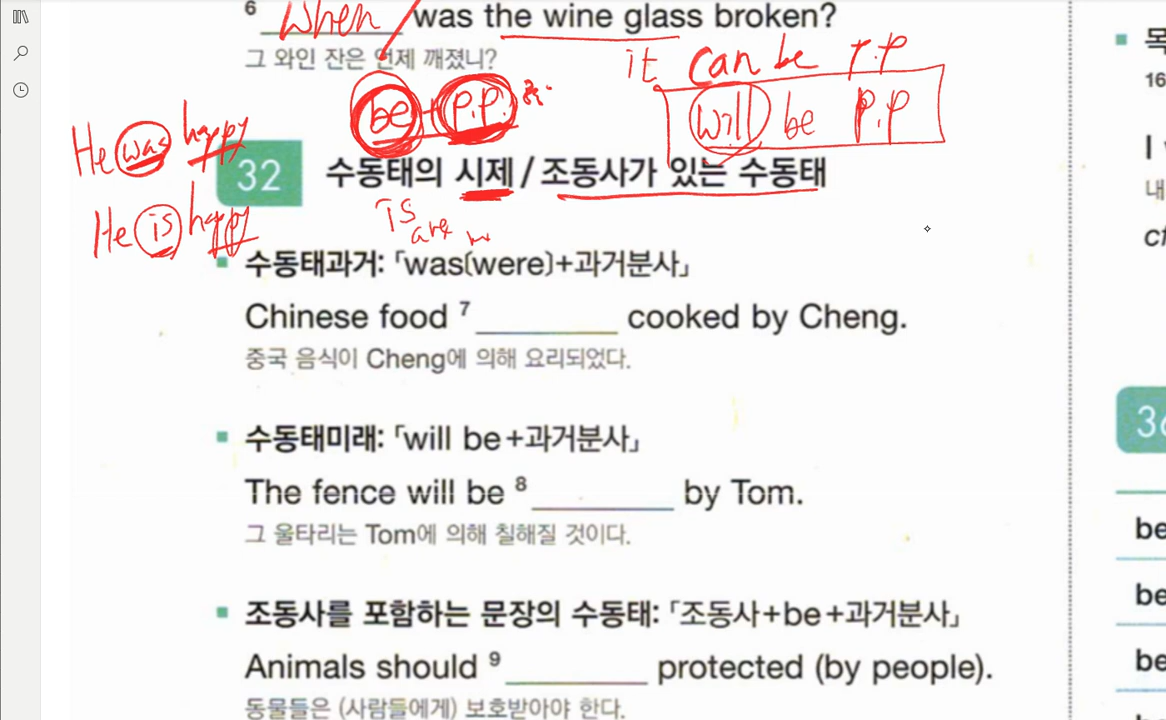 6 When was the wine glass broken?
그 와인 잔은 언제 깨졌니?
it can be p.p
will be p.p
be + p.p.
He was happy
He is happy
32 수동태의 시제 / 조동사가 있는 수동태
is
are
수동태과거: 「was(were)+과거분사」
Chinese food 7 ________ cooked by Cheng.
중국 음식이 Cheng에 의해 요리되었다.
수동태미래: 「will be+과거분사」
The fence will be 8 ________ by Tom.
그 울타리는 Tom에 의해 칠해질 것이다.
조동사를 포함하는 문장의 수동태: 「조동사+be+과거분사」
Animals should 9 ________ protected (by people).
동물들은 (사람들에게) 보호받아야 한다.
목
16
I
내
be
be
be